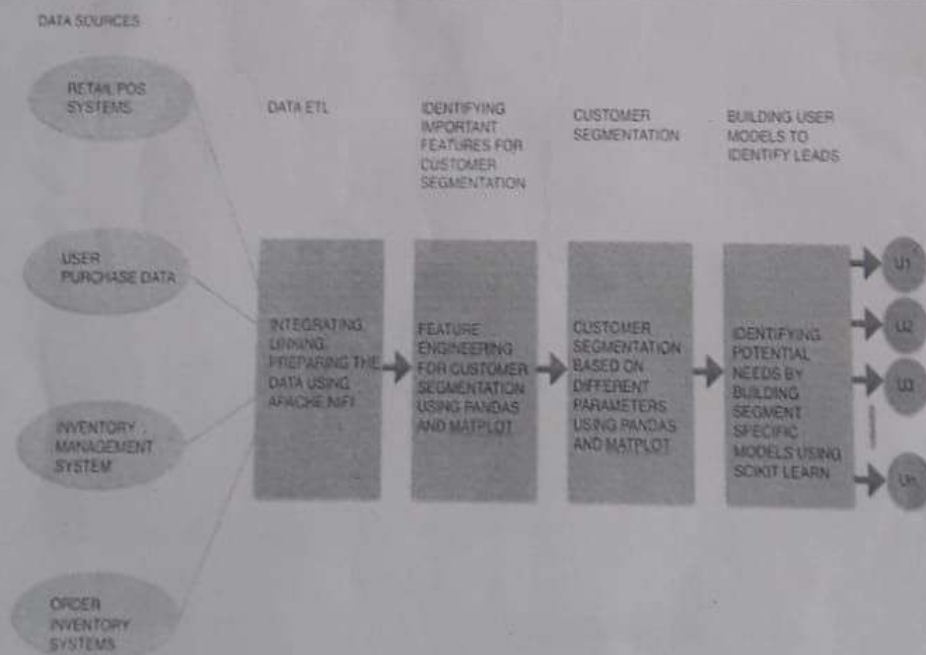 DATA SOURCES
RETAIL POS
SYSTEMS
USER
PURCHASE DATA
INVENTORY
MANAGEMENT
SYSTEM
ORDER
INVENTORY
SYSTEMS
DATA ETL
INTEGRATING,
LINKING,
PREPARING THE
DATA USING
APACHE NIFI
IDENTIFYING
IMPORTANT
FEATURES FOR
CUSTOMER
SEGMENTATION
FEATURE
ENGINEERING
FOR CUSTOMER
SEGMENTATION
USING PANDAS
AND MATPLOT
CUSTOMER
SEGMENTATION
CUSTOMER
SEGMENTATION
BASED ON
DIFFERENT
PARAMETERS
USING PANDAS
AND MATPLOT
BUILDING USER
MODELS TO
IDENTIFY LEADS
IDENTIFYING
POTENTIAL
NEEDS BY
BUILDING
SEGMENT
SPECIFIC
MODELS USING
SCIKIT LEARN
U1
U2
U3
Un